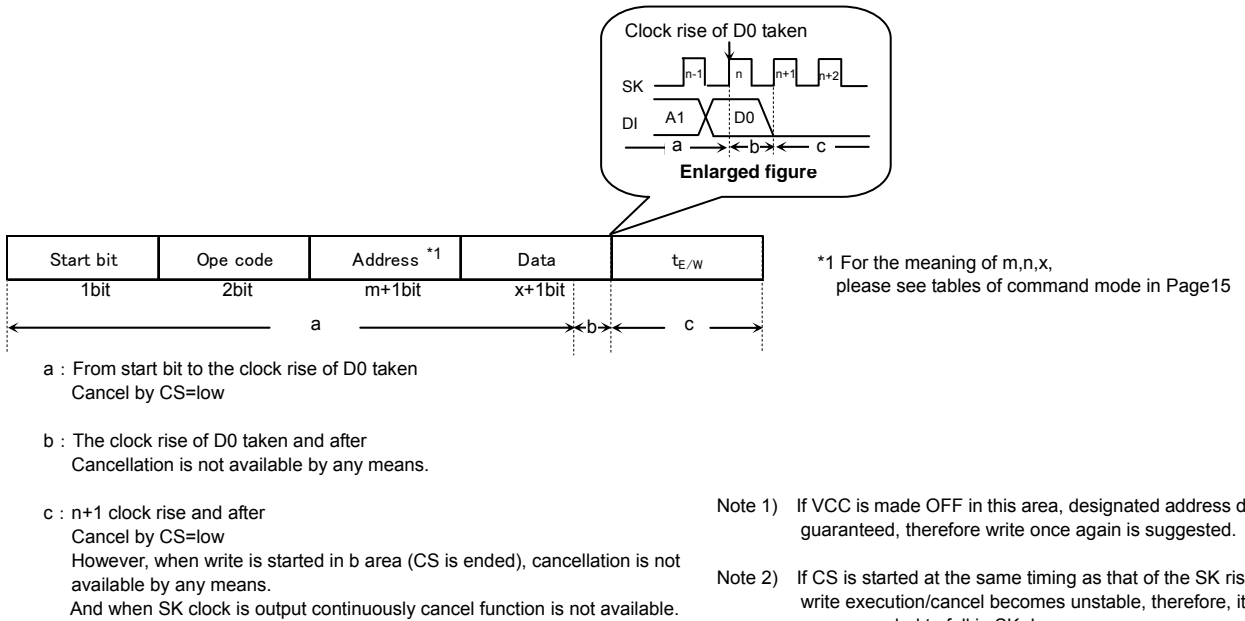 Clock rise of D0 taken
SK n-1 n n+1 n+2
DI A1 D0
a b c
Enlarged figure
Start bit Ope code Address *1 Data tE/W
1bit 2bit m+1bit x+1bit
a b c
*1 For the meaning of m,n,x,
please see tables of command mode in Page15
a : From start bit to the clock rise of D0 taken
Cancel by CS=low
b : The clock rise of D0 taken and after
Cancellation is not available by any means.
c : n+1 clock rise and after
Cancel by CS=low
However, when write is started in b area (CS is ended), cancellation is not
available by any means.
And when SK clock is output continuously cancel function is not available.
Note 1) If VCC is made OFF in this area, designated address d
guaranteed, therefore write once again is suggested.
Note 2) If CS is started at the same timing as that of the SK ris
write execution/cancel becomes unstable, therefore, it